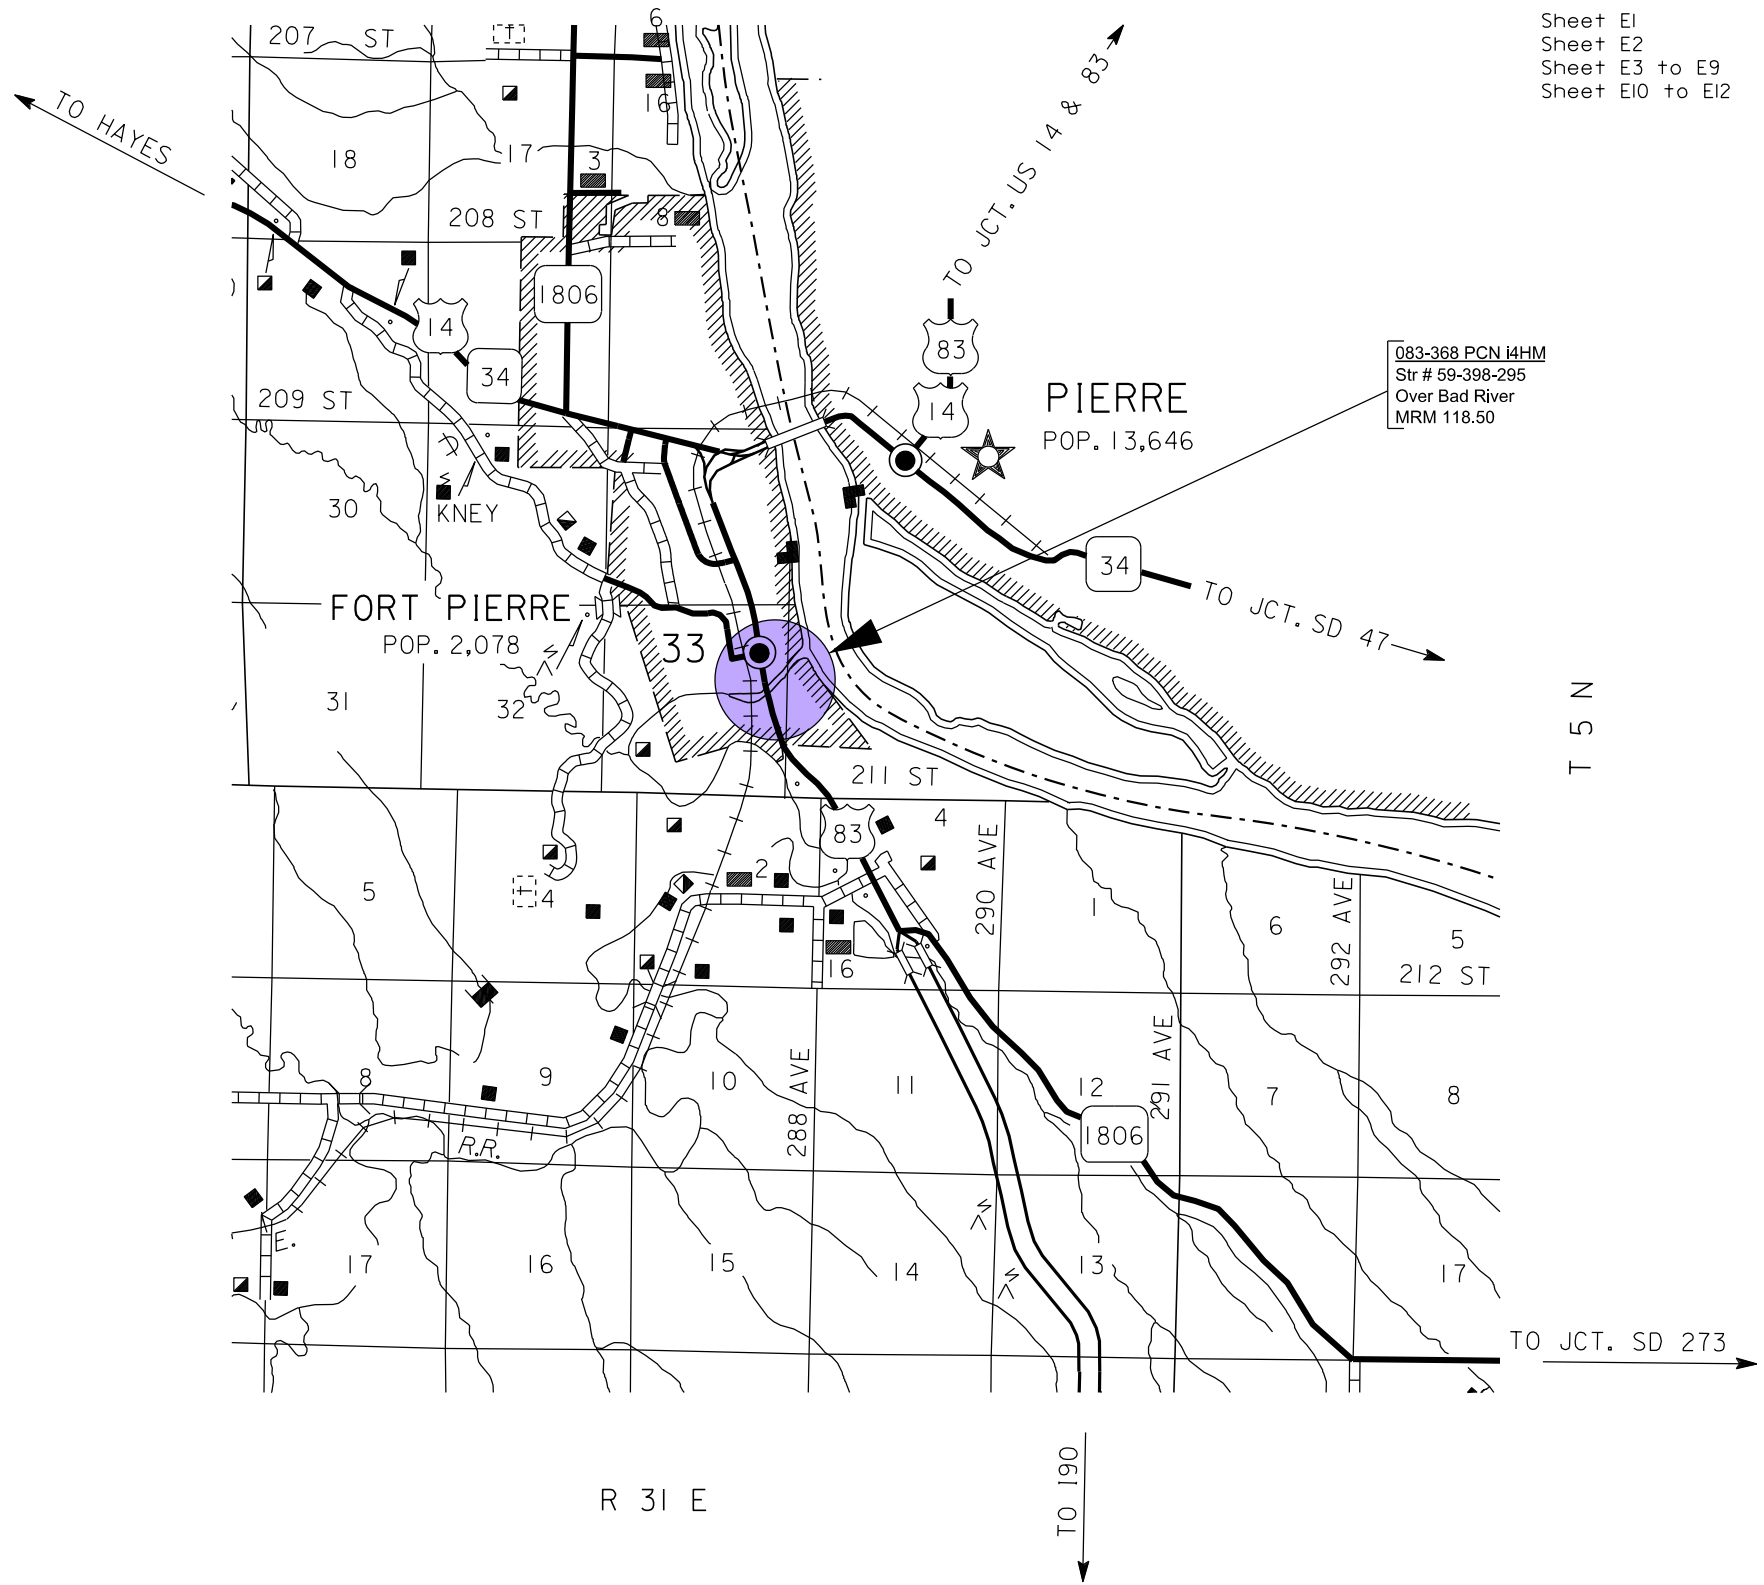 Sheet E1
Sheet E2
Sheet E3 to E9
Sheet E10 to E12
207 ST
6
TO HAYES
TO JCT. US 14 & 83
16
18
17
3
208 ST
8
1806
14
83
34
14
083-368 PCN i4HM
Str # 59-398-295
Over Bad River
MRM 118.50
209 ST
PIERRE
POP. 13,646
30
KNEY
34
FORT PIERRE
POP. 2,078
33
TO JCT. SD 47
31
32
T 5 N
211 ST
83
4
290 AVE
5
4
2
1
292 AVE
6
5
16
212 ST
8
9
10
288 AVE
11
12
291 AVE
7
8
R.R.
1806
E.
17
16
15
14
13
17
TO JCT. SD 273
R 31 E
TO I90